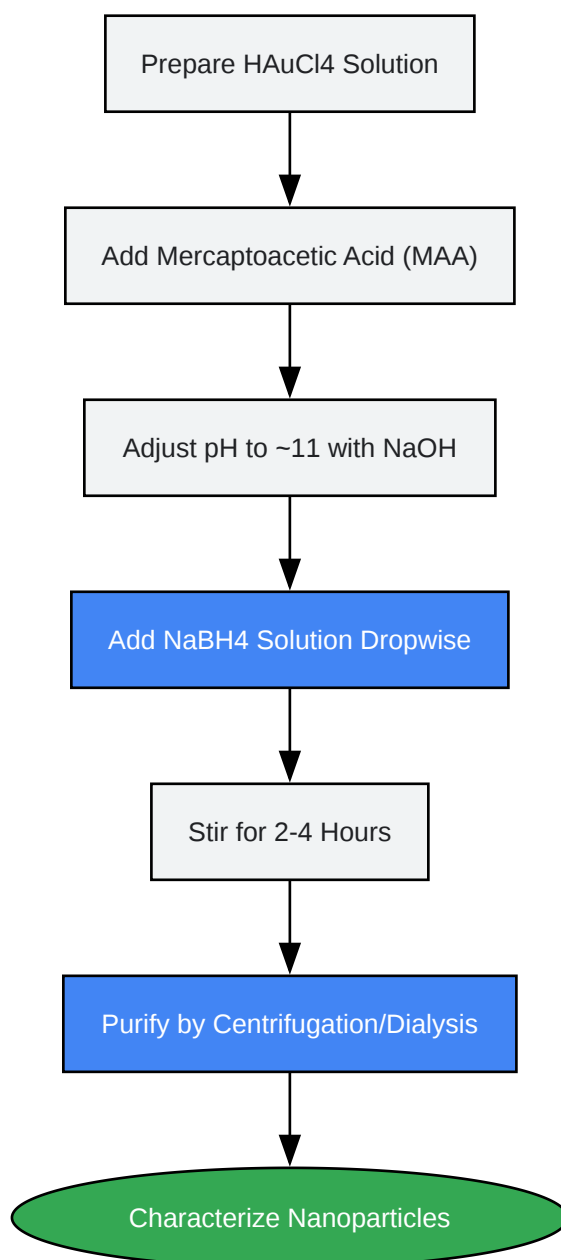 Prepare HAuCl4 Solution
Add Mercaptoacetic Acid (MAA)
Adjust pH to ~11 with NaOH
Add NaBH4 Solution Dropwise
Stir for 2-4 Hours
Purify by Centrifugation/Dialysis
Characterize Nanoparticles